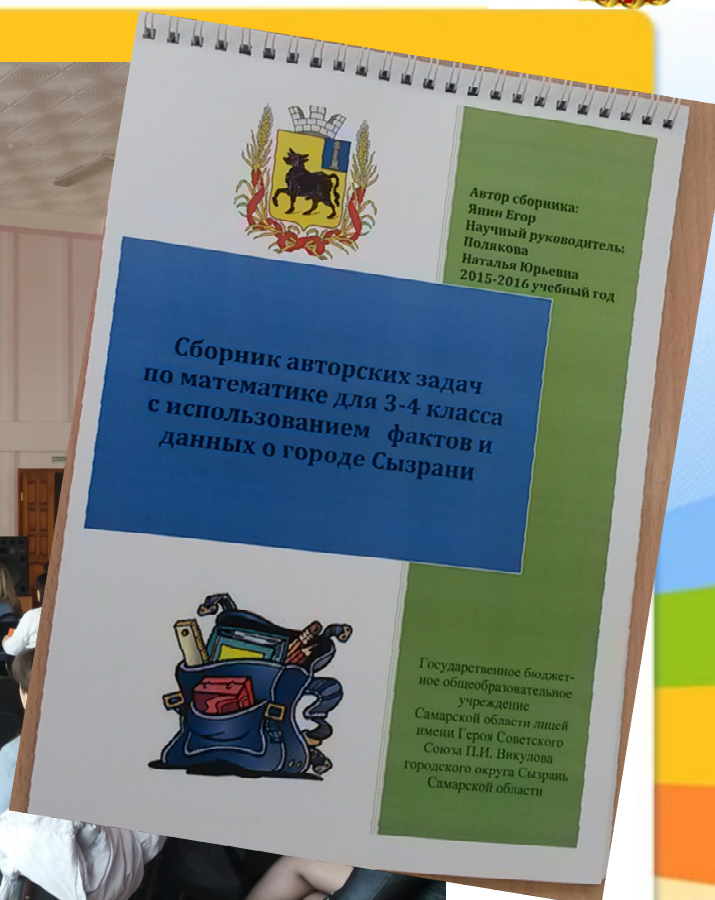 Автор сборника:
Янин Егор
Научный руководитель:
Полякова
Наталья Юрьевна
2015-2016 учебный год
Сборник авторских задач
по математике для 3-4 класса
с использованием фактов и
данных о городе Сызрани
Государственное бюджет-
ное общеобразовательное
учреждение
Самарской области лицей
имени Героя Советского
Союза П.И. Викулова
городского округа Сызрань
Самарской области